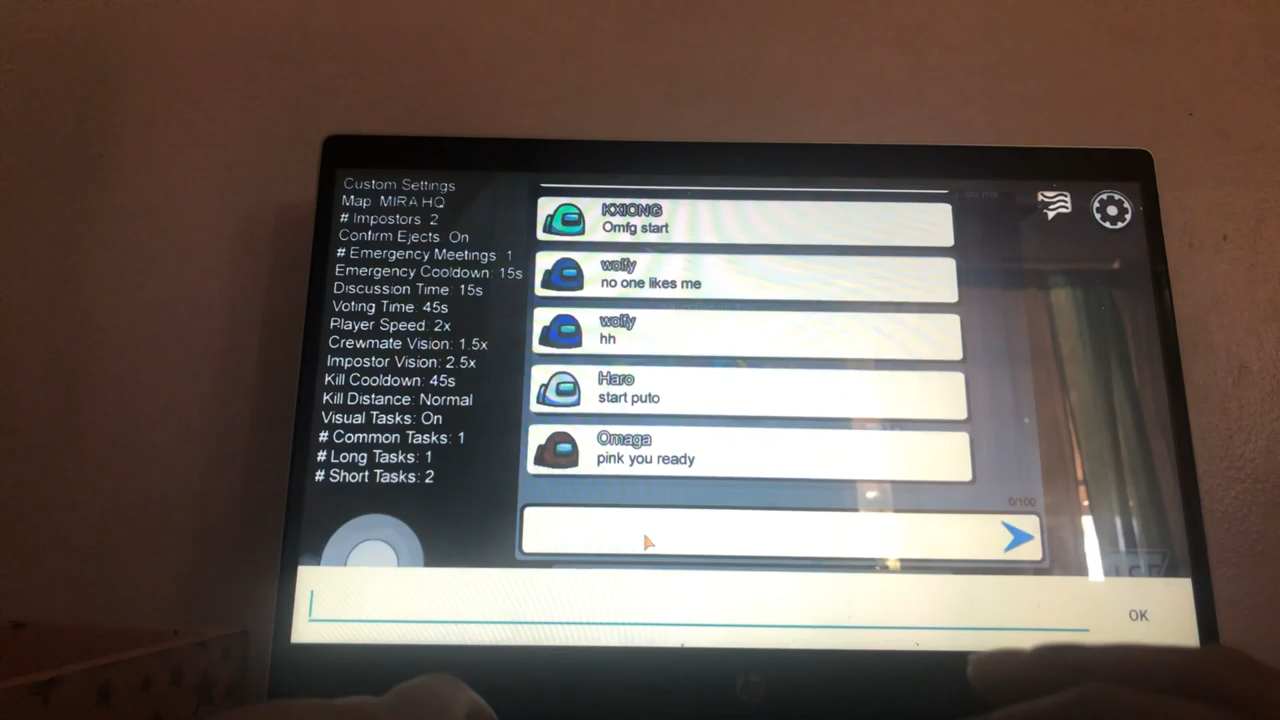 Custom Settings
Map: MIRA HQ
# Impostors 2
Confirm Ejects: On
# Emergency Meetings 1
Emergency Cooldown: 15s
Discussion Time: 15s
Voting Time: 45s
Player Speed: 2x
Crewmate Vision: 1.5x
Impostor Vision: 2.5x
Kill Cooldown: 45s
Kill Distance: Normal
Visual Tasks: On
# Common Tasks: 1
# Long Tasks: 1
# Short Tasks: 2
KXIONG
Omfg start
wolfy
no one likes me
wolfy
hh
Haro
start puto
Omaga
pink you ready
0/100
OK
hp